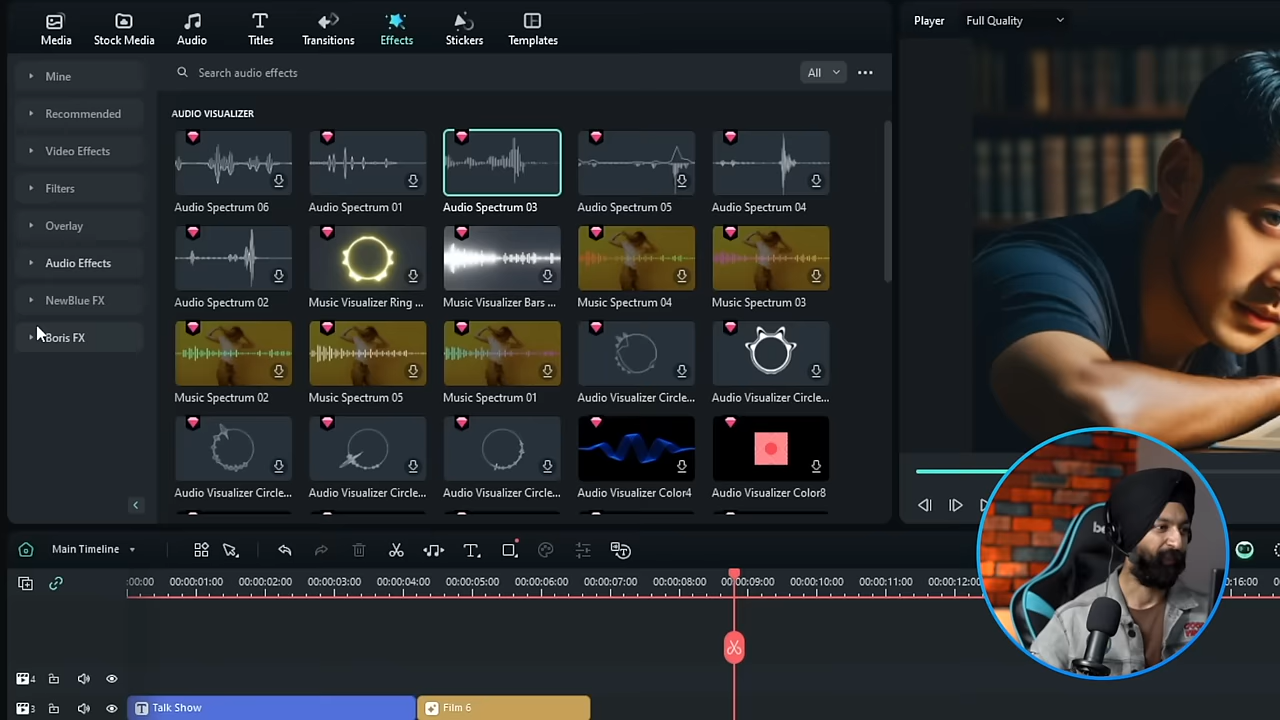 Media Stock Media Audio Titles Transitions Effects Stickers Templates
Player Full Quality
Mine
Recommended
Video Effects
Filters
Overlay
Audio Effects
NewBlue FX
Boris FX
Search audio effects All
AUDIO VISUALIZER
Audio Spectrum 06 Audio Spectrum 01 Audio Spectrum 03 Audio Spectrum 05 Audio Spectrum 04
Audio Spectrum 02 Music Visualizer Ring ... Music Visualizer Bars ... Music Spectrum 04 Music Spectrum 03
Music Spectrum 02 Music Spectrum 05 Music Spectrum 01 Audio Visualizer Circle... Audio Visualizer Circle...
Audio Visualizer Circle... Audio Visualizer Circle... Audio Visualizer Circle... Audio Visualizer Color4 Audio Visualizer Color8
Main Timeline
:00:00 00:00:01:00 00:00:02:00 00:00:03:00 00:00:04:00 00:00:05:00 00:00:06:00 00:00:07:00 00:00:08:00 00:00:09:00 00:00:10:00 00:00:11:00 00:00:12:00 :16:00
4
3 Talk Show Film 6